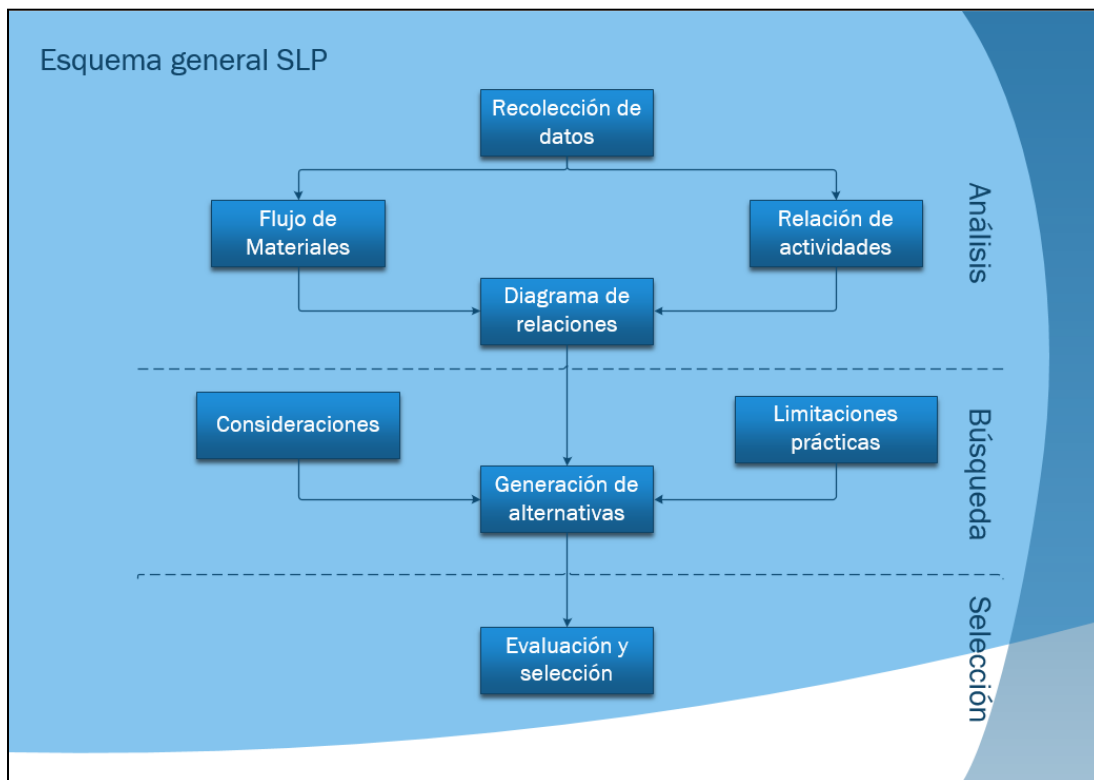 Esquema general SLP
Recolección de
datos
Flujo de
Materiales
Relación de
actividades
Diagrama de
relaciones
Análisis
Consideraciones
Limitaciones
prácticas
Generación de
alternativas
Búsqueda
Evaluación y
selección
Selección